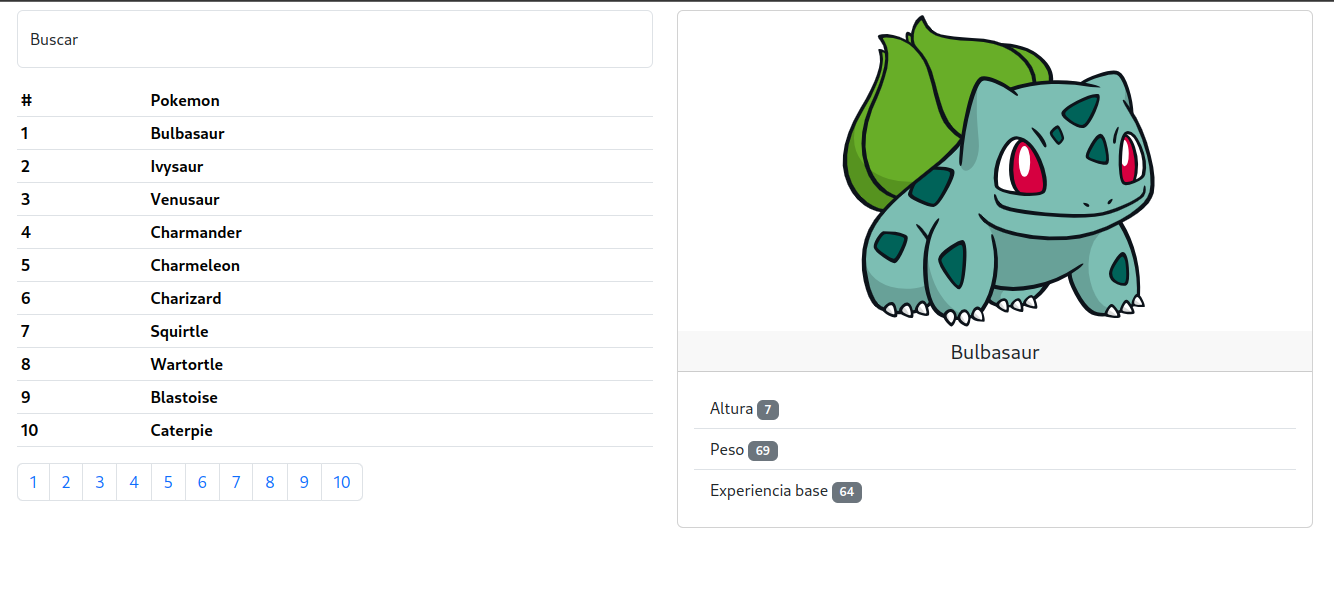 Buscar
# Pokemon
1 Bulbasaur
2 Ivysaur
3 Venusaur
4 Charmander
5 Charmeleon
6 Charizard
7 Squirtle
8 Wartortle
9 Blastoise
10 Caterpie
1 2 3 4 5 6 7 8 9 10
Bulbasaur
Altura 7
Peso 69
Experiencia base 64